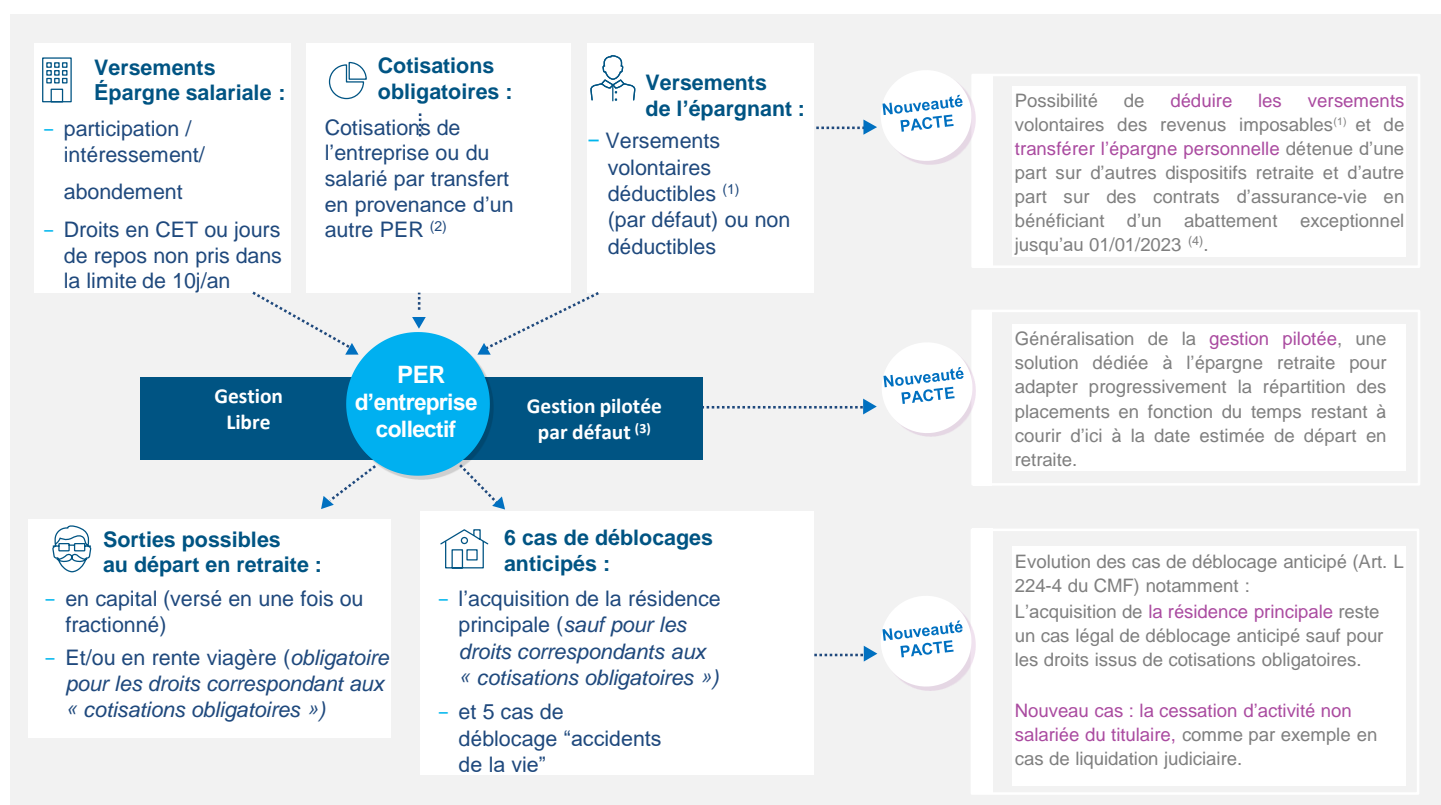 Versements
Épargne salariale :
– participation /
intéressement/
abondement
– Droits en CET ou jours
de repos non pris dans
la limite de 10j/an
Cotisations
obligatoires :
Cotisations de
l'entreprise ou du
salarié par transfert
en provenance d'un
autre PER (2)
Versements
de l'épargnant :
– Versements
volontaires
déductibles (1)
(par défaut) ou non
déductibles
Nouveauté
PACTE
Possibilité de déduire les versements
volontaires des revenus imposables(1) et de
transférer l'épargne personnelle détenue d'une
part sur d'autres dispositifs retraite et d'autre
part sur des contrats d'assurance-vie en
bénéficiant d'un abattement exceptionnel
jusqu'au 01/01/2023 (4).
Gestion
Libre
PER
d'entreprise
collectif
Gestion pilotée
par défaut (3)
Nouveauté
PACTE
Généralisation de la gestion pilotée, une
solution dédiée à l'épargne retraite pour
adapter progressivement la répartition des
placements en fonction du temps restant à
courir d'ici à la date estimée de départ en
retraite.
Sorties possibles
au départ en retraite :
– en capital (versé en une fois ou
fractionné)
– Et/ou en rente viagère (obligatoire
pour les droits correspondant aux
« cotisations obligatoires »)
6 cas de déblocages
anticipés :
– l'acquisition de la résidence
principale (sauf pour les
droits correspondants aux
« cotisations obligatoires »)
– et 5 cas de
déblocage “accidents
de la vie”
Nouveauté
PACTE
Evolution des cas de déblocage anticipé (Art. L
224-4 du CMF) notamment :
L'acquisition de la résidence principale reste
un cas légal de déblocage anticipé sauf pour
les droits issus de cotisations obligatoires.
Nouveau cas : la cessation d'activité non
salariée du titulaire, comme par exemple en
cas de liquidation judiciaire.